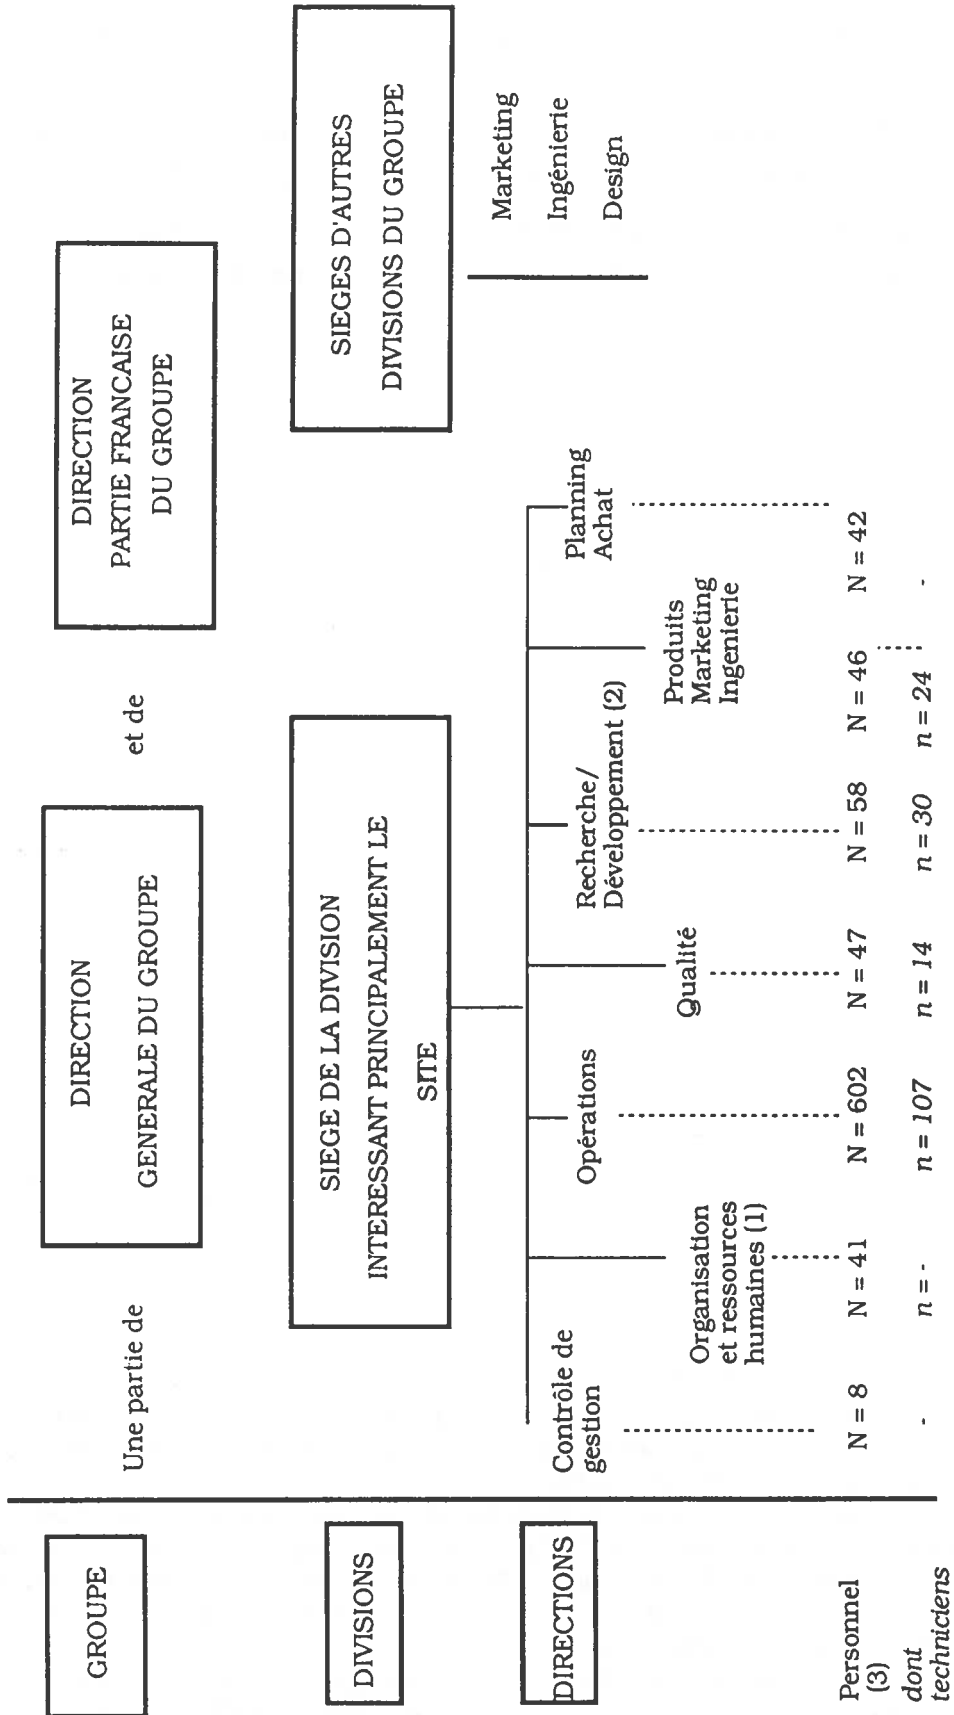 GROUPE
Une partie de
DIRECTION
GENERALE DU GROUPE
et de
DIRECTION
PARTIE FRANCAISE
DU GROUPE
DIVISIONS
SIEGE DE LA DIVISION
INTERESSANT PRINCIPALEMENT LE
SITE
SIEGES D'AUTRES
DIVISIONS DU GROUPE
Marketing
Ingénierie
Design
DIRECTIONS
Contrôle de
gestion
Organisation
et ressources
humaines (1)
Opérations
Qualité
Recherche/
Développement (2)
Produits
Marketing
Ingenierie
Planning
Achat
Personnel
(3)
N = 8
N = 41
N = 602
N = 47
N = 58
N = 46
N = 42
dont
techniciens
-
n = -
n = 107
n = 14
n = 30
n = 24
-